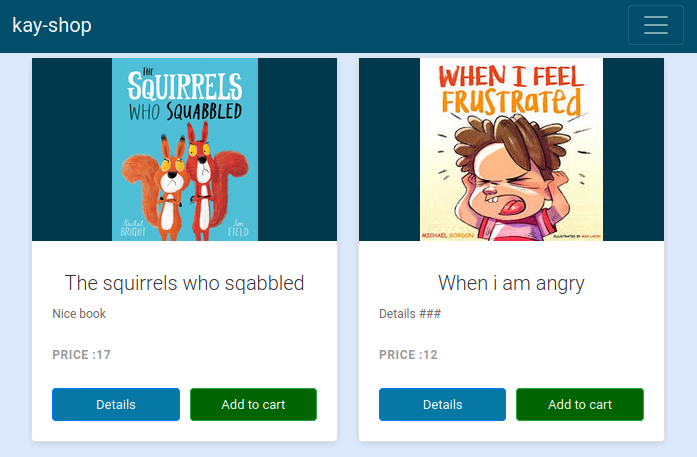 kay-shop
THE
SQUIRRELS
WHO SQUABBLED
Rachel
BRIGHT
Jim
FIELD
WHEN I FEEL
FRUSTRATED
MICHAEL GORDON
ILLUSTRATED BY MAX LARIN
The squirrels who sqabbled
Nice book
PRICE :17
Details
Add to cart
When i am angry
Details ###
PRICE :12
Details
Add to cart